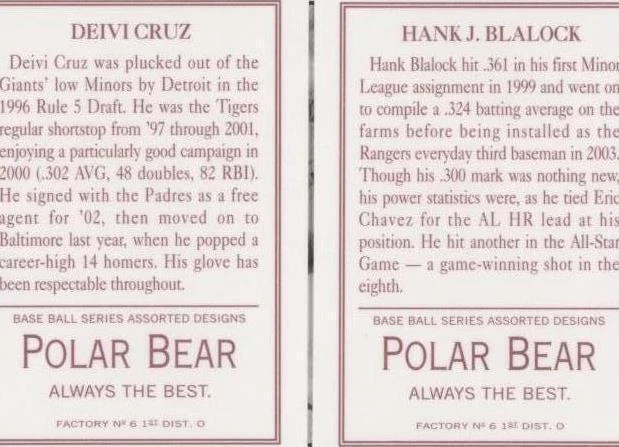 DEIVI CRUZ
Deivi Cruz was plucked out of the
Giants' low Minors by Detroit in the
1996 Rule 5 Draft. He was the Tigers
regular shortstop from '97 through 2001,
enjoying a particularly good campaign in
2000 (.302 AVG, 48 doubles, 82 RBI).
He signed with the Padres as a free
agent for '02, then moved on to
Baltimore last year, when he popped a
career-high 14 homers. His glove has
been respectable throughout.
BASE BALL SERIES ASSORTED DESIGNS
POLAR BEAR
ALWAYS THE BEST.
FACTORY Nº 6 1ST DIST. O
HANK J. BLALOCK
Hank Blalock hit .361 in his first Minor
League assignment in 1999 and went on
to compile a .324 batting average on the
farms before being installed as the
Rangers everyday third baseman in 2003.
Though his .300 mark was nothing new,
his power statistics were, as he tied Eric
Chavez for the AL HR lead at his
position. He hit another in the All-Star
Game — a game-winning shot in the
eighth.
BASE BALL SERIES ASSORTED DESIGNS
POLAR BEAR
ALWAYS THE BEST.
FACTORY Nº 6 1ST DIST. O